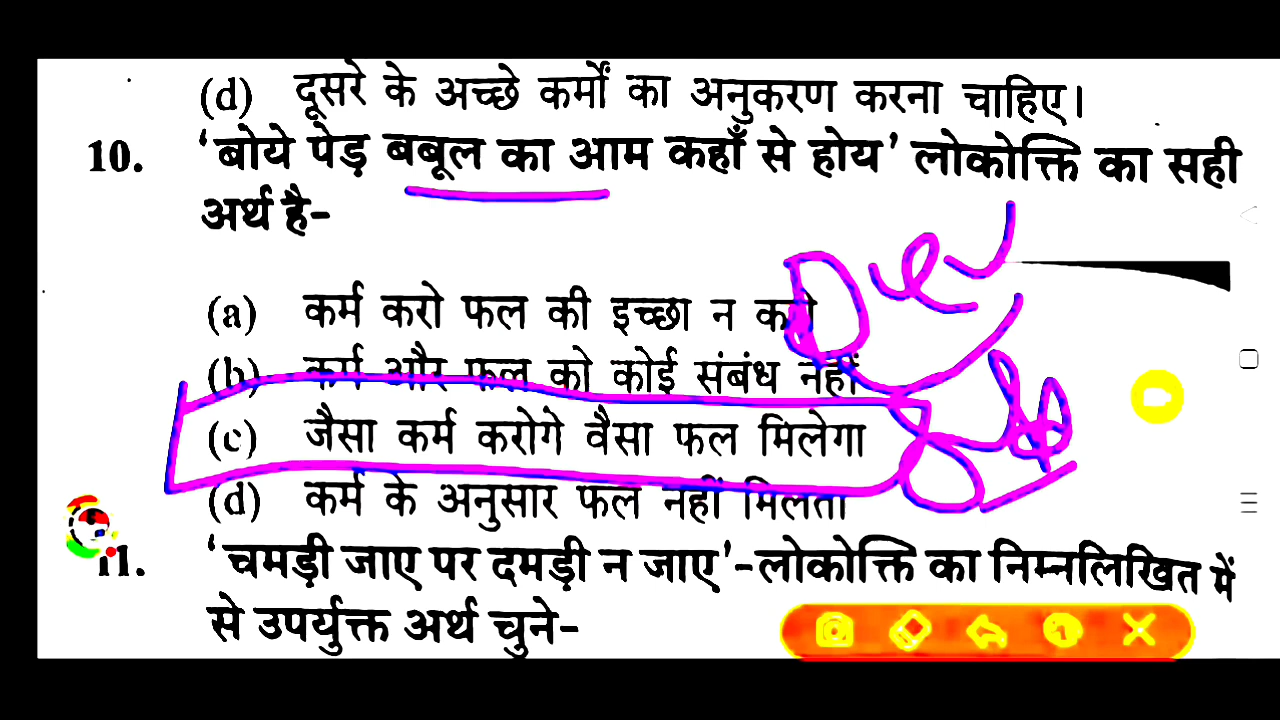 (d) दूसरे के अच्छे कर्मों का अनुकरण करना चाहिए।
10. 'बोये पेड़ बबूल का आम कहाँ से होय' लोकोक्ति का सही
अर्थ है-
(a) कर्म करो फल की इच्छा न करो
(b) कर्म और फल को कोई संबंध नहीं
(c) जैसा कर्म करोगे वैसा फल मिलेगा
(d) कर्म के अनुसार फल नहीं मिलता
11. 'चमड़ी जाए पर दमड़ी न जाए'-लोकोक्ति का निम्नलिखित में
से उपर्युक्त अर्थ चुने-